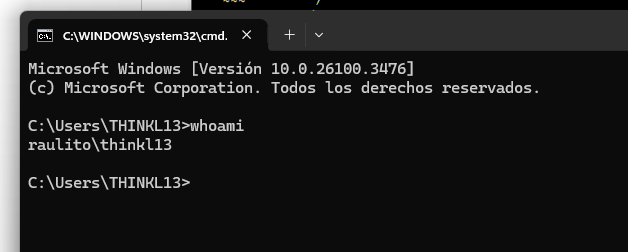 C:\WINDOWS\system32\cmd.
Microsoft Windows [Versión 10.0.26100.3476]
(c) Microsoft Corporation. Todos los derechos reservados.
C:\Users\THINKL13>whoami
raulito\thinkl13
C:\Users\THINKL13>